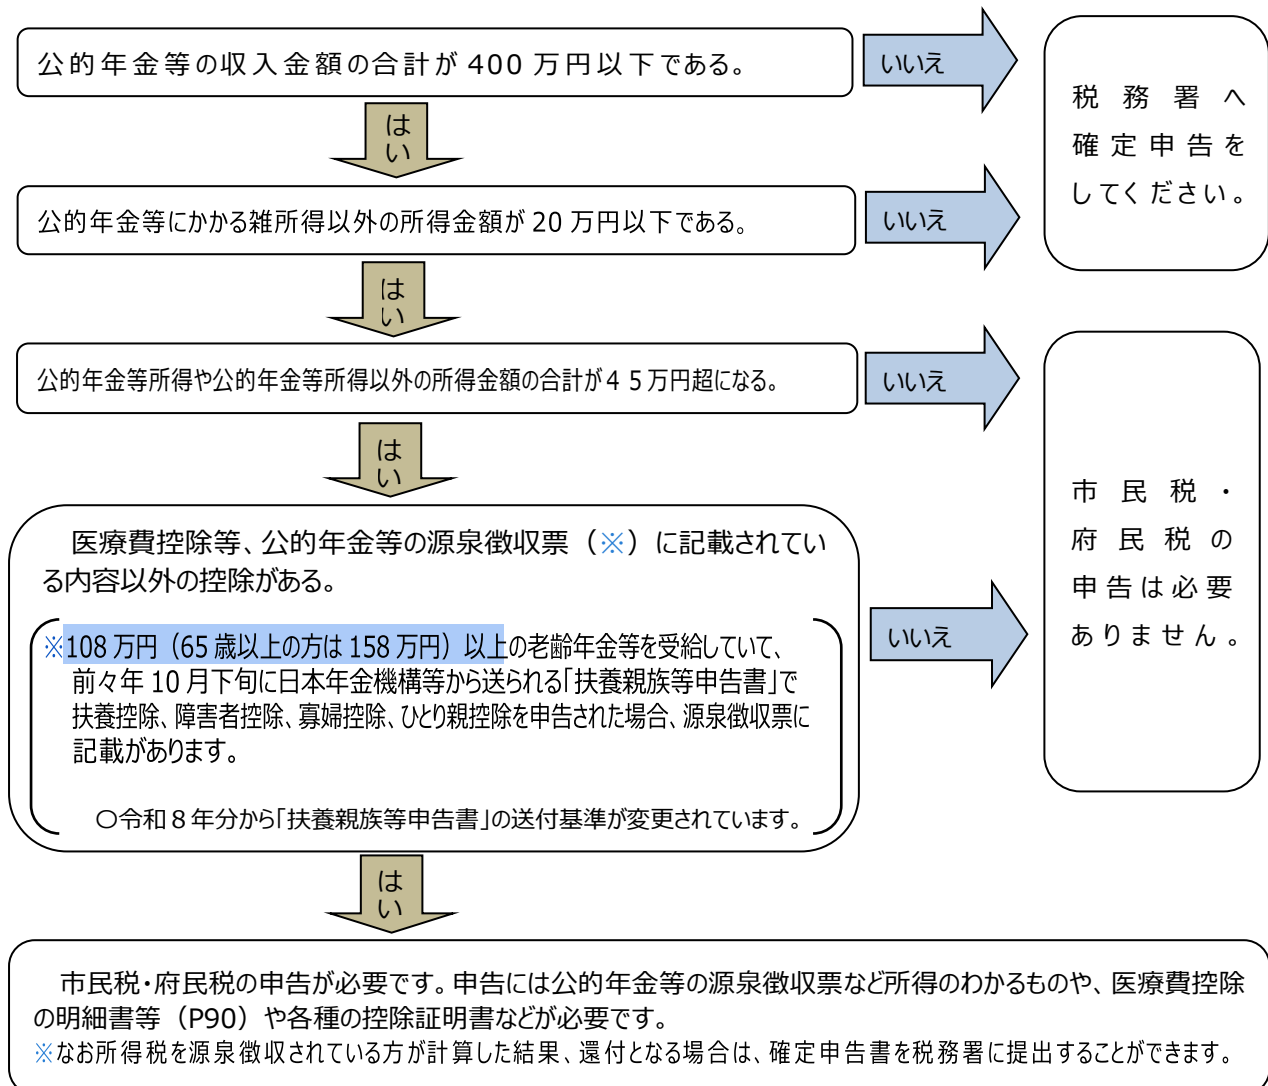 公的年金等の収入金額の合計が 400 万円以下である。
いいえ
税務署へ
確定申告を
してください。
はい
公的年金等にかかる雑所得以外の所得金額が 20 万円以下である。
いいえ
はい
公的年金等所得や公的年金等所得以外の所得金額の合計が４５万円超になる。
いいえ
市民税・
府民税の
申告は必要
ありません。
はい
医療費控除等、公的年金等の源泉徴収票（※）に記載されてい
る内容以外の控除がある。
※108 万円（65 歳以上の方は 158 万円）以上の老齢年金等を受給していて、
前々年 10 月下旬に日本年金機構等から送られる「扶養親族等申告書」で
扶養控除、障害者控除、寡婦控除、ひとり親控除を申告された場合、源泉徴収票に
記載があります。
〇令和８年分から「扶養親族等申告書」の送付基準が変更されています。
いいえ
はい
市民税・府民税の申告が必要です。申告には公的年金等の源泉徴収票など所得のわかるものや、医療費控除
の明細書等（P90）や各種の控除証明書などが必要です。
※なお所得税を源泉徴収されている方が計算した結果、還付となる場合は、確定申告書を税務署に提出することができます。